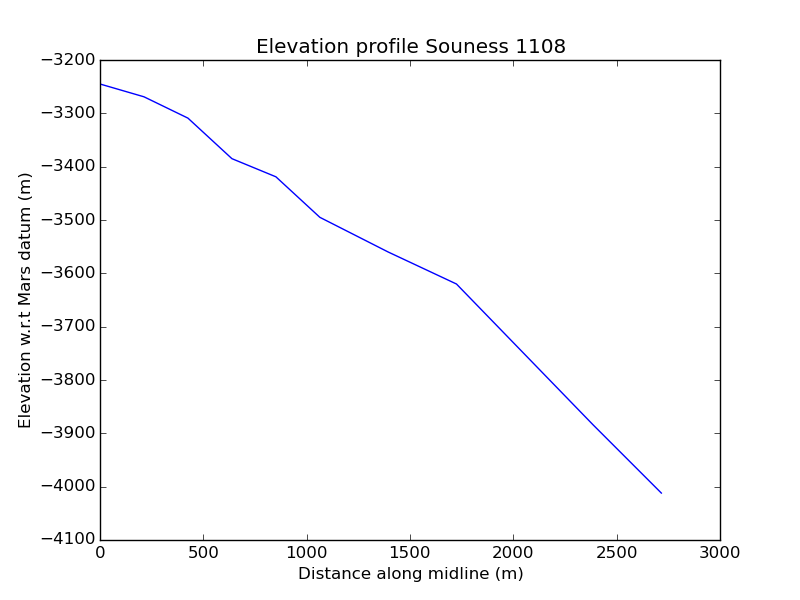 Elevation profile Souness 1108
Elevation w.r.t Mars datum (m)
−3200
−3300
−3400
−3500
−3600
−3700
−3800
−3900
−4000
−4100
0 500 1000 1500 2000 2500 3000
Distance along midline (m)